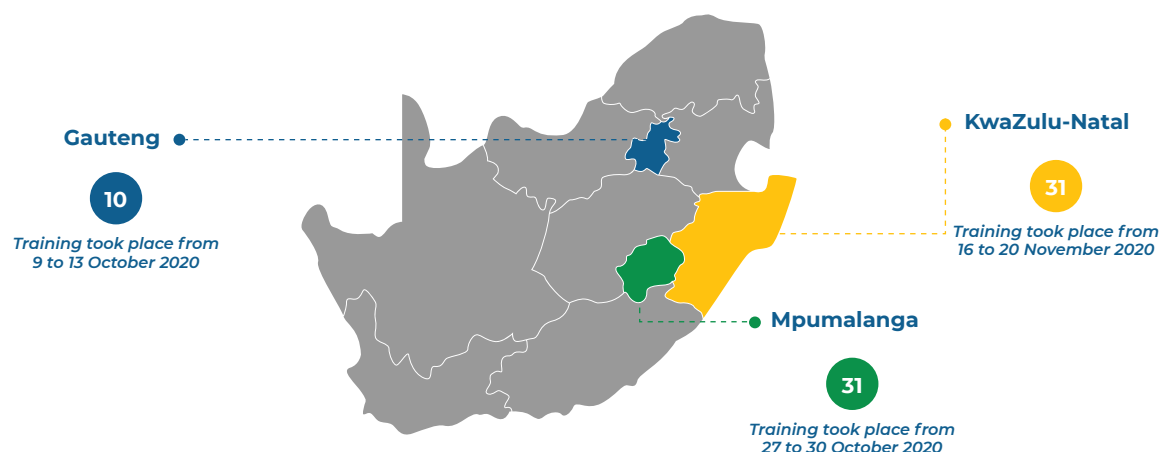 Gauteng
10
Training took place from
9 to 13 October 2020
KwaZulu-Natal
31
Training took place from
16 to 20 November 2020
Mpumalanga
31
Training took place from
27 to 30 October 2020